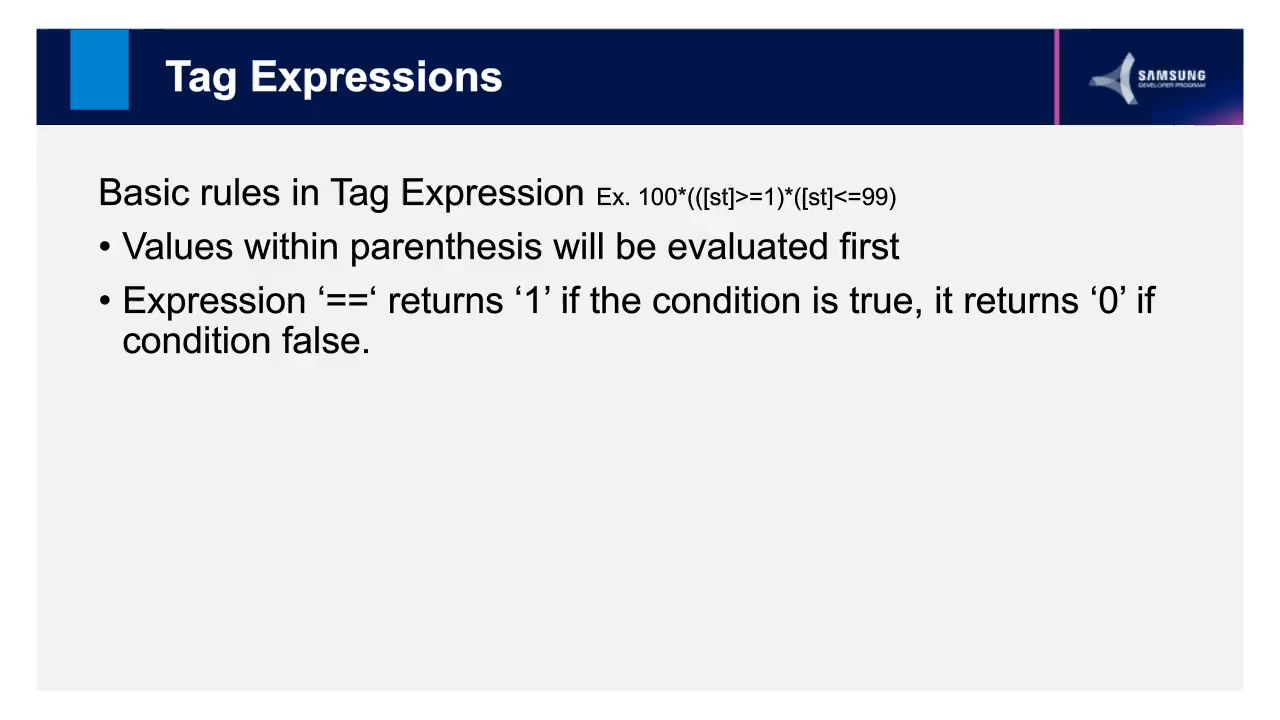 Tag Expressions
SAMSUNG
DEVELOPER PROGRAM
Basic rules in Tag Expression Ex. 100*(([st]>=1)*([st]<=99)
• Values within parenthesis will be evaluated first
• Expression ‘==‘ returns ‘1’ if the condition is true, it returns ‘0’ if
condition false.